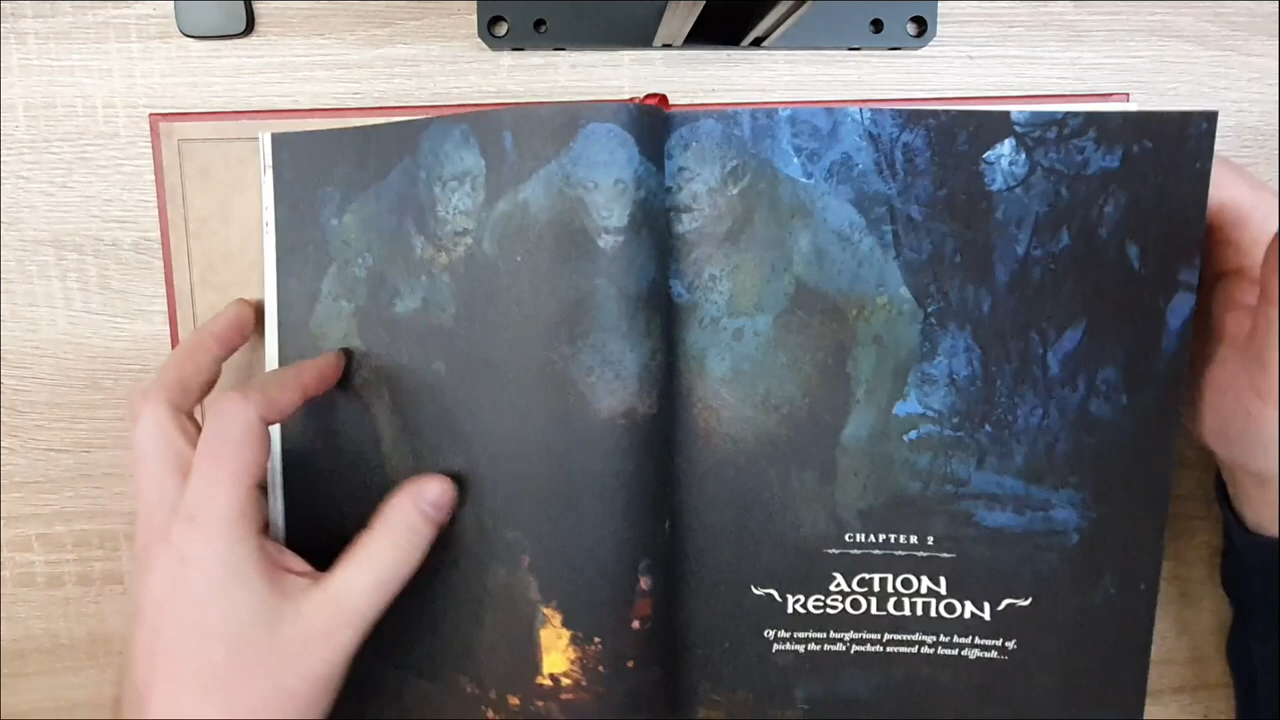 CHAPTER 2
ACTION
RESOLUTION
Of the various burglarious proceedings he had heard of,
picking the trolls' pockets seemed the least difficult...